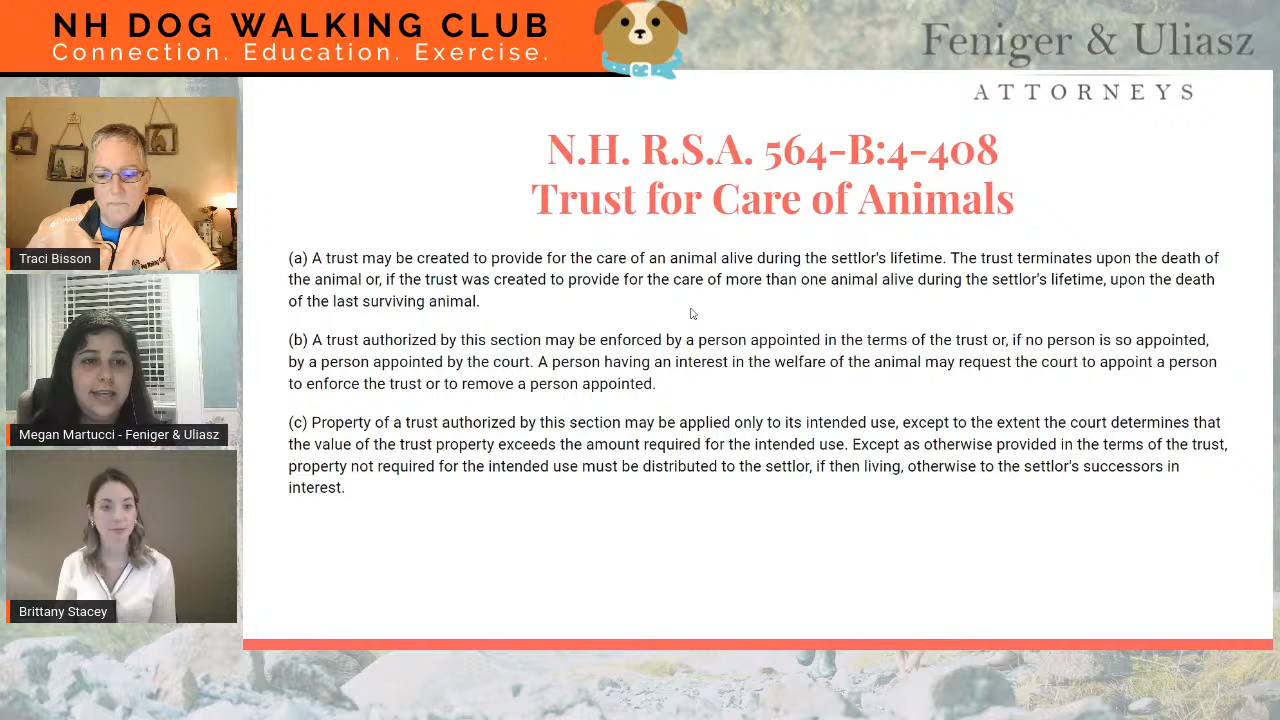 NH DOG WALKING CLUB
Connection. Education. Exercise.
Feniger & Uliasz
ATTORNEYS
Traci Bisson
Megan Martucci - Feniger & Uliasz
Brittany Stacey
N.H. R.S.A. 564-B:4-408
Trust for Care of Animals
(a) A trust may be created to provide for the care of an animal alive during the settlor's lifetime. The trust terminates upon the death of
the animal or, if the trust was created to provide for the care of more than one animal alive during the settlor's lifetime, upon the death
of the last surviving animal.
(b) A trust authorized by this section may be enforced by a person appointed in the terms of the trust or, if no person is so appointed,
by a person appointed by the court. A person having an interest in the welfare of the animal may request the court to appoint a person
to enforce the trust or to remove a person appointed.
(c) Property of a trust authorized by this section may be applied only to its intended use, except to the extent the court determines that
the value of the trust property exceeds the amount required for the intended use. Except as otherwise provided in the terms of the trust,
property not required for the intended use must be distributed to the settlor, if then living, otherwise to the settlor's successors in
interest.